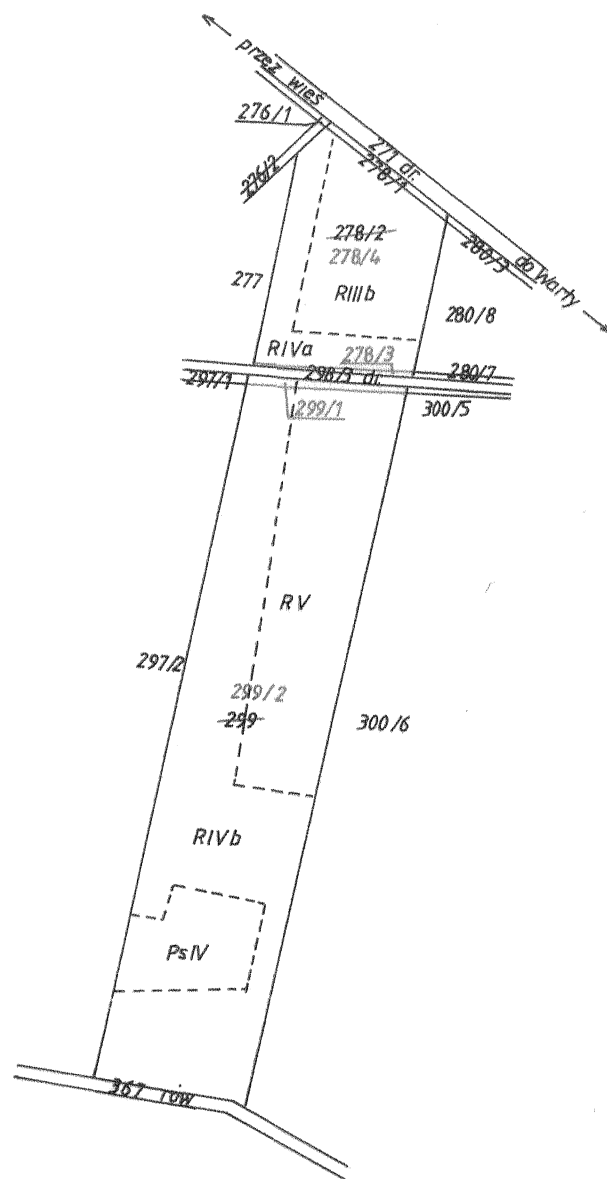 przez wieś
276/1
271 dr.
278/1
276/2
278/2
278/4
280/3
do Warty
277
RIIIb
280/8
RIVa
278/3
298/3 dr.
280/7
297/1
299/1
300/5
RV
297/2
299/2
299
300/6
RIVb
PsIV
367 rów